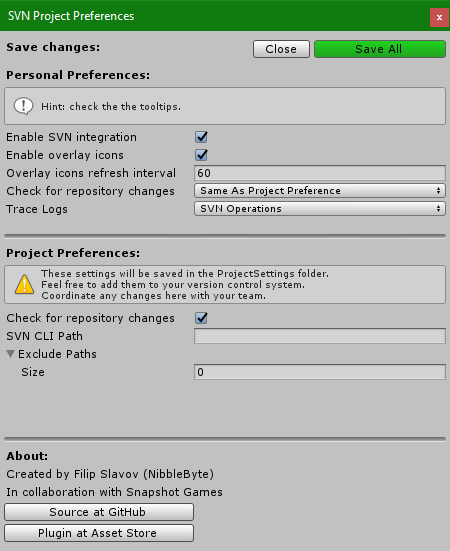 SVN Project Preferences x
Save changes: Close Save All
Personal Preferences:
Hint: check the the tooltips.
Enable SVN integration
Enable overlay icons
Overlay icons refresh interval 60
Check for repository changes Same As Project Preference
Trace Logs SVN Operations
Project Preferences:
These settings will be saved in the ProjectSettings folder.
Feel free to add them to your version control system.
Coordinate any changes here with your team.
Check for repository changes
SVN CLI Path
Exclude Paths
Size 0
About:
Created by Filip Slavov (NibbleByte)
In collaboration with Snapshot Games
Source at GitHub
Plugin at Asset Store